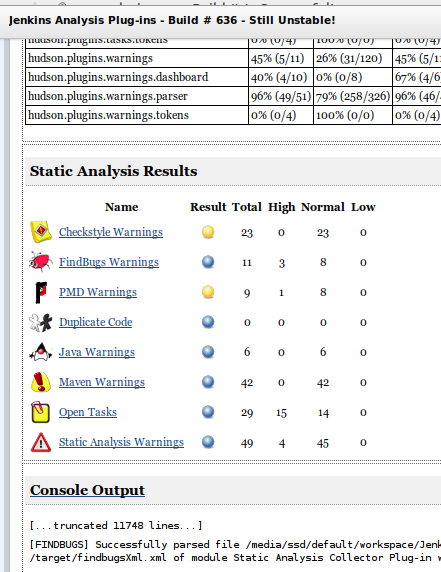 Jenkins Analysis Plug-ins - Build # 636 - Still Unstable!
hudson.plugins.tasks.tokens 0% (0/4) 100% (0/0) 0% (0/4)
hudson.plugins.warnings 45% (5/11) 26% (31/120) 45% (5/11
hudson.plugins.warnings.dashboard 40% (4/10) 0% (0/8) 67% (4/6)
hudson.plugins.warnings.parser 96% (49/51) 79% (258/326) 96% (46/
hudson.plugins.warnings.tokens 0% (0/4) 100% (0/0) 0% (0/4)
Static Analysis Results
Name Result Total High Normal Low
Checkstyle Warnings 23 0 23 0
FindBugs Warnings 11 3 8 0
PMD Warnings 9 1 8 0
Duplicate Code 0 0 0 0
Java Warnings 6 0 6 0
Maven Warnings 42 0 42 0
Open Tasks 29 15 14 0
Static Analysis Warnings 49 4 45 0
Console Output
[...truncated 11748 lines...]
[FINDBUGS] Successfully parsed file /media/ssd/default/workspace/Jenk
/target/findbugsXml.xml of module Static Analysis Collector Plug-in w